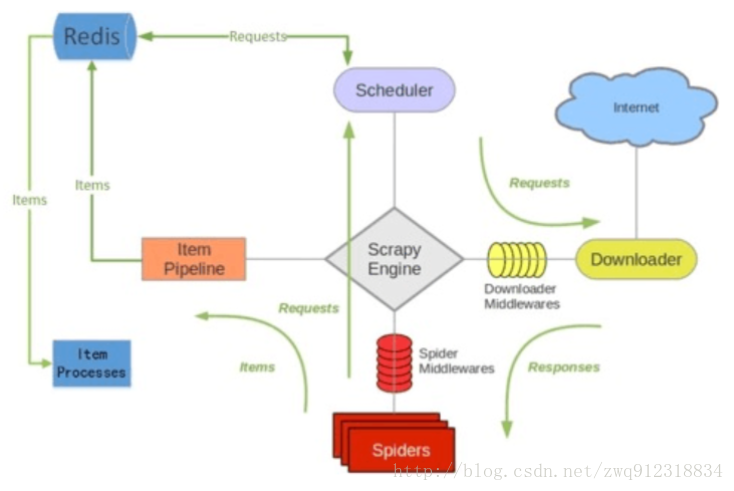 Redis
Requests
Scheduler
Internet
Requests
Items
Items
Item
Pipeline
Scrapy
Engine
Downloader
Downloader
Middlewares
Requests
Item
Processes
Items
Spider
Middlewares
Responses
Spiders
http://blog.csdn.net/zwq912318834